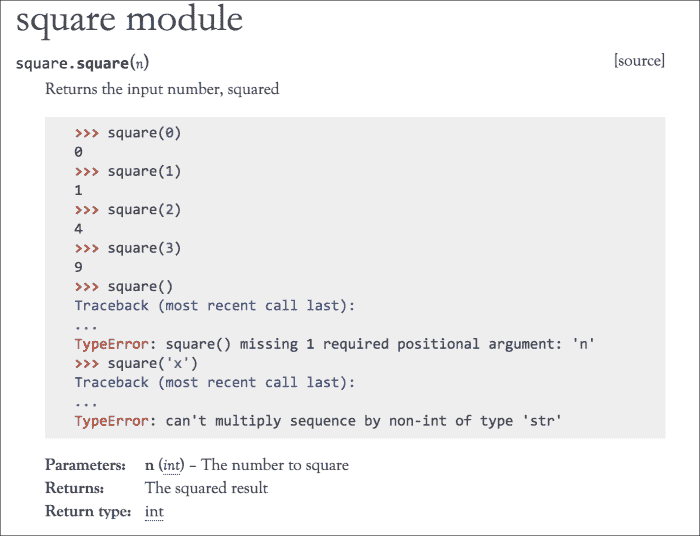 square module
square.square(n) [source]
Returns the input number, squared
>>> square(0)
0
>>> square(1)
1
>>> square(2)
4
>>> square(3)
9
>>> square()
Traceback (most recent call last):
...
TypeError: square() missing 1 required positional argument: 'n'
>>> square('x')
Traceback (most recent call last):
...
TypeError: can't multiply sequence by non-int of type 'str'
Parameters: n (int) – The number to square
Returns: The squared result
Return type: int